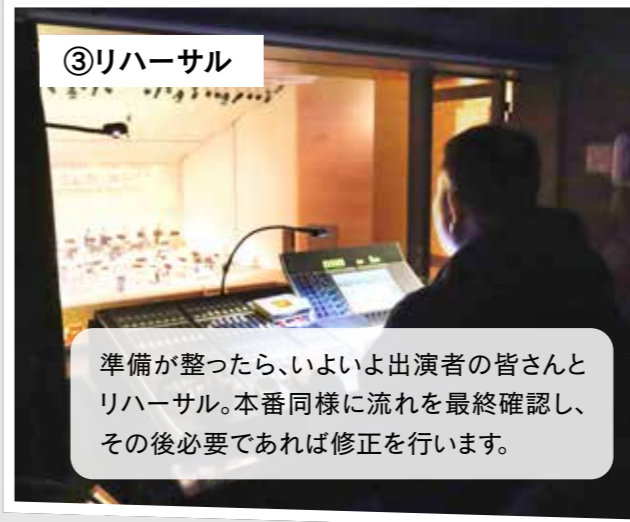 ③リハーサル
準備が整ったら、いよいよ出演者の皆さんと
リハーサル。本番同様に流れを最終確認し、
その後必要であれば修正を行います。